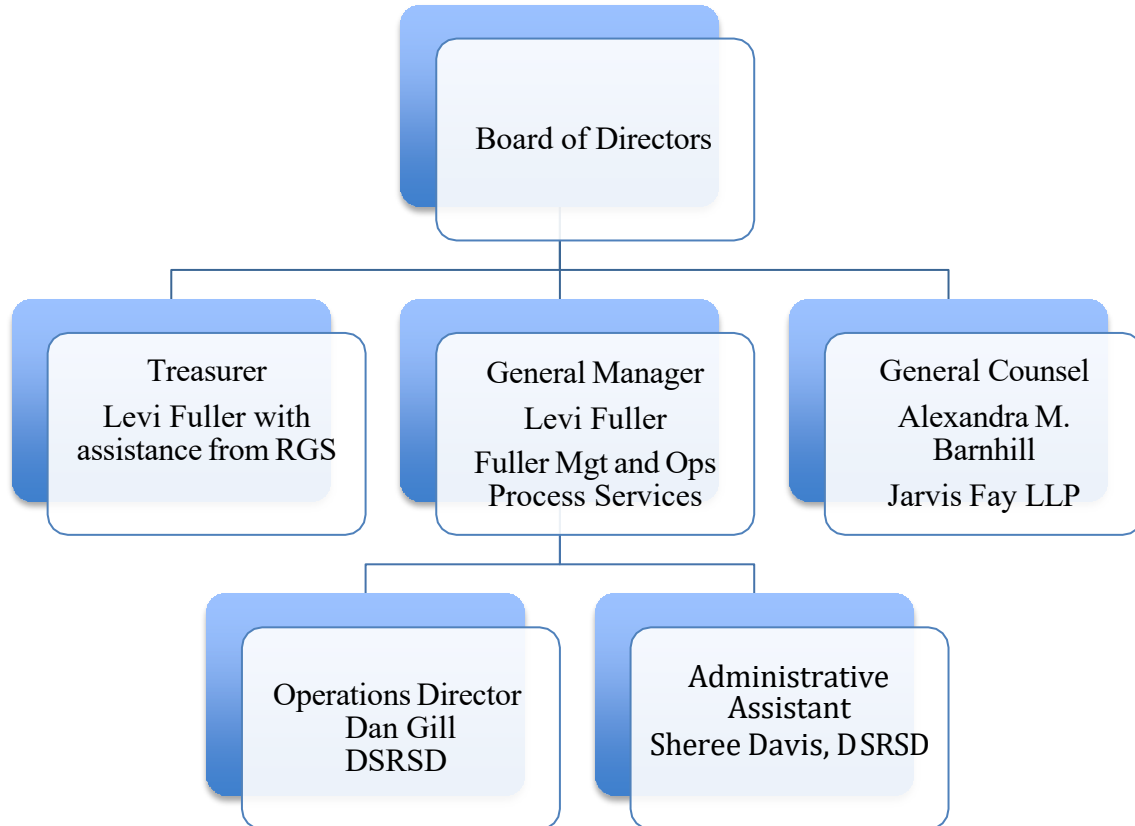 Board of Directors
Treasurer
Levi Fuller with
assistance from RGS
General Manager
Levi Fuller
Fuller Mgt and Ops
Process Services
General Counsel
Alexandra M.
Barnhill
Jarvis Fay LLP
Operations Director
Dan Gill
DSRSD
Administrative
Assistant
Sheree Davis, DSRSD